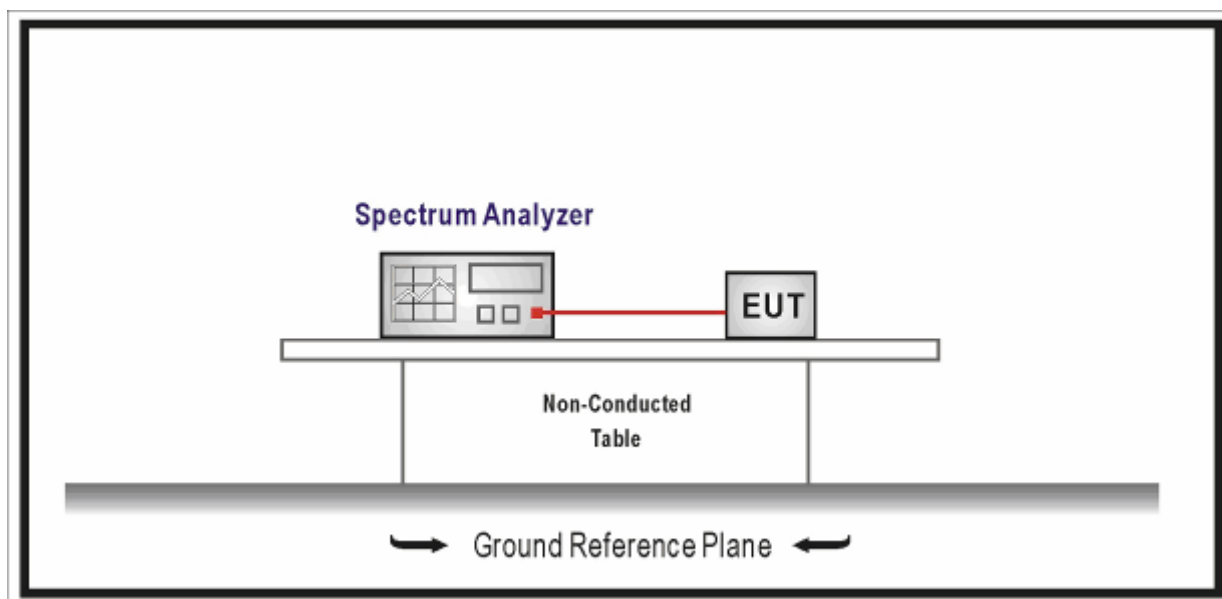 Spectrum Analyzer
EUT
Non-Conducted
Table
Ground Reference Plane